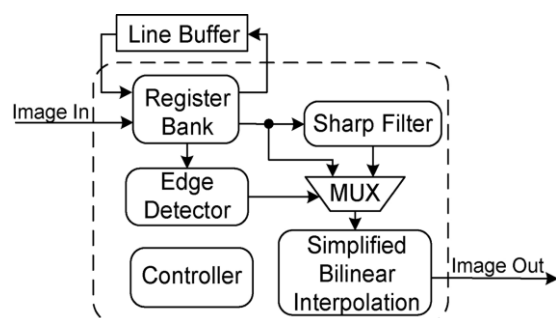 Line Buffer
Image In
Register
Bank
Sharp Filter
Edge
Detector
MUX
Controller
Simplified
Bilinear
Interpolation
Image Out